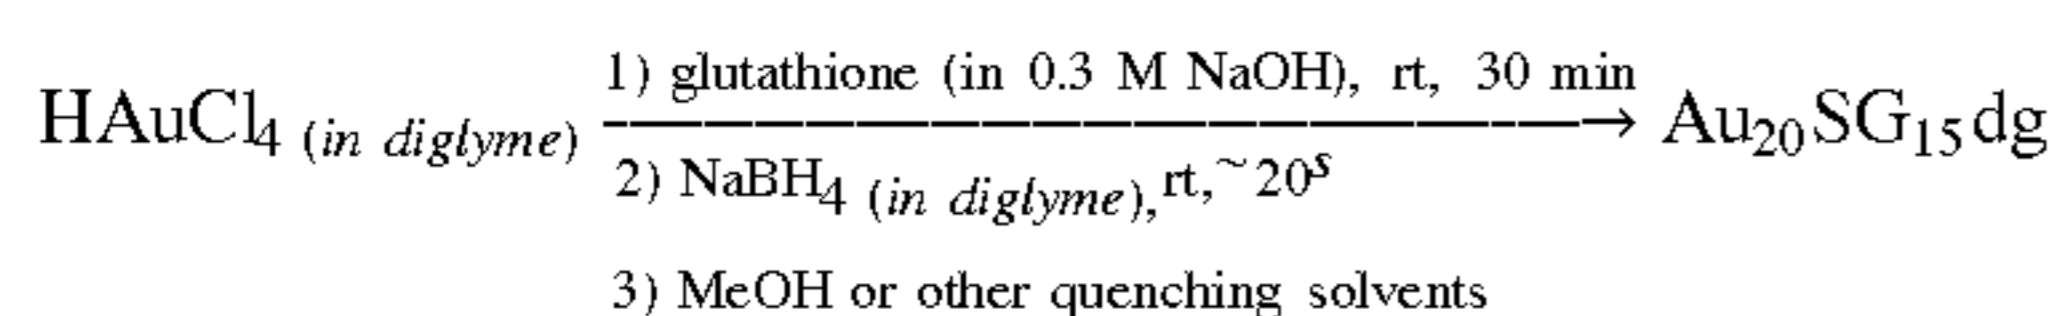 1) glutathione (in 0.3 M NaOH), rt, 30 min
HAuCl4 (in diglyme) → Au20SG15dg
2) NaBH4 (in diglyme), rt, ~20s
3) MeOH or other quenching solvents